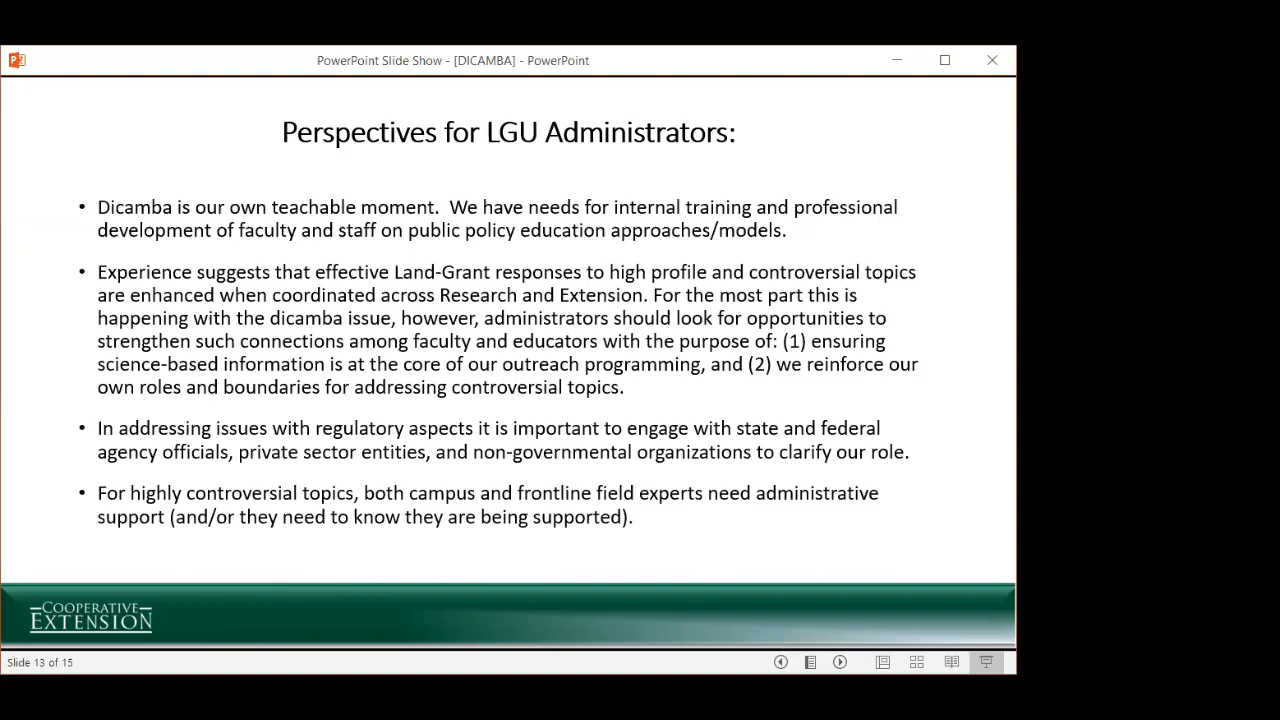 PowerPoint Slide Show - [DICAMBA] - PowerPoint
Perspectives for LGU Administrators:
• Dicamba is our own teachable moment.  We have needs for internal training and professional
development of faculty and staff on public policy education approaches/models.
• Experience suggests that effective Land-Grant responses to high profile and controversial topics
are enhanced when coordinated across Research and Extension. For the most part this is
happening with the dicamba issue, however, administrators should look for opportunities to
strengthen such connections among faculty and educators with the purpose of: (1) ensuring
science-based information is at the core of our outreach programming, and (2) we reinforce our
own roles and boundaries for addressing controversial topics.
• In addressing issues with regulatory aspects it is important to engage with state and federal
agency officials, private sector entities, and non-governmental organizations to clarify our role.
• For highly controversial topics, both campus and frontline field experts need administrative
support (and/or they need to know they are being supported).
COOPERATIVE
EXTENSION
Slide 13 of 15